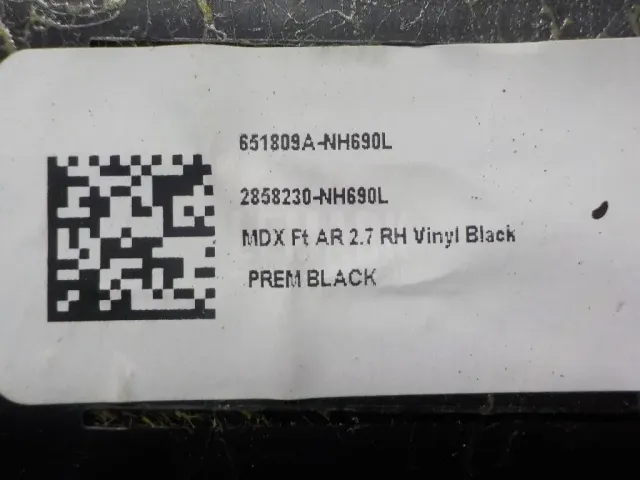 651809A-NH690L
2858230-NH690L
MDX Ft AR 2.7 RH Vinyl Black
PREM BLACK